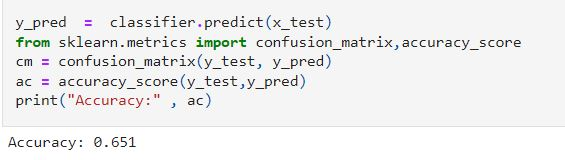 y_pred  =  classifier.predict(x_test)
from sklearn.metrics import confusion_matrix,accuracy_score
cm = confusion_matrix(y_test, y_pred)
ac = accuracy_score(y_test,y_pred)
print("Accuracy:" , ac)
Accuracy: 0.651